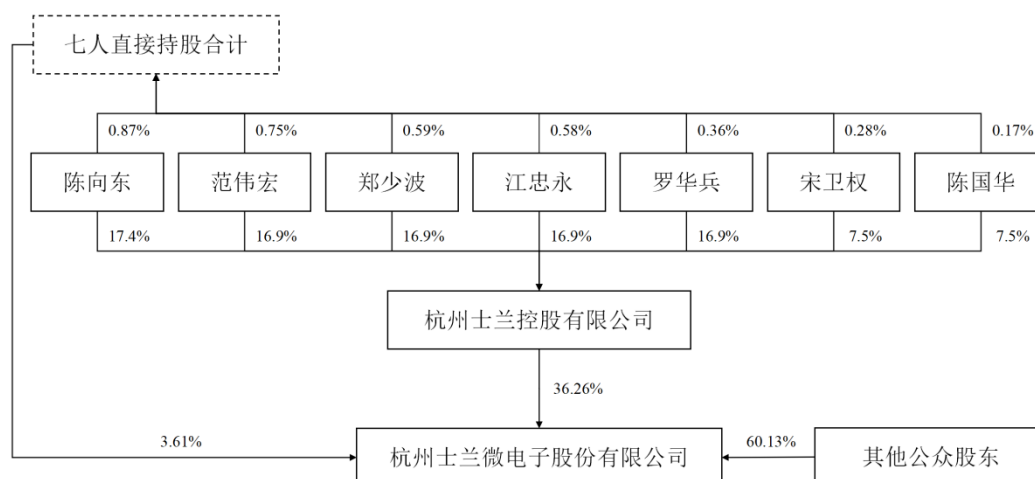 七人直接持股合计
0.87%
0.75%
0.59%
0.58%
0.36%
0.28%
0.17%
陈向东
范伟宏
郑少波
江忠永
罗华兵
宋卫权
陈国华
17.4%
16.9%
16.9%
16.9%
16.9%
7.5%
7.5%
杭州士兰控股有限公司
36.26%
3.61%
杭州士兰微电子股份有限公司
60.13%
其他公众股东